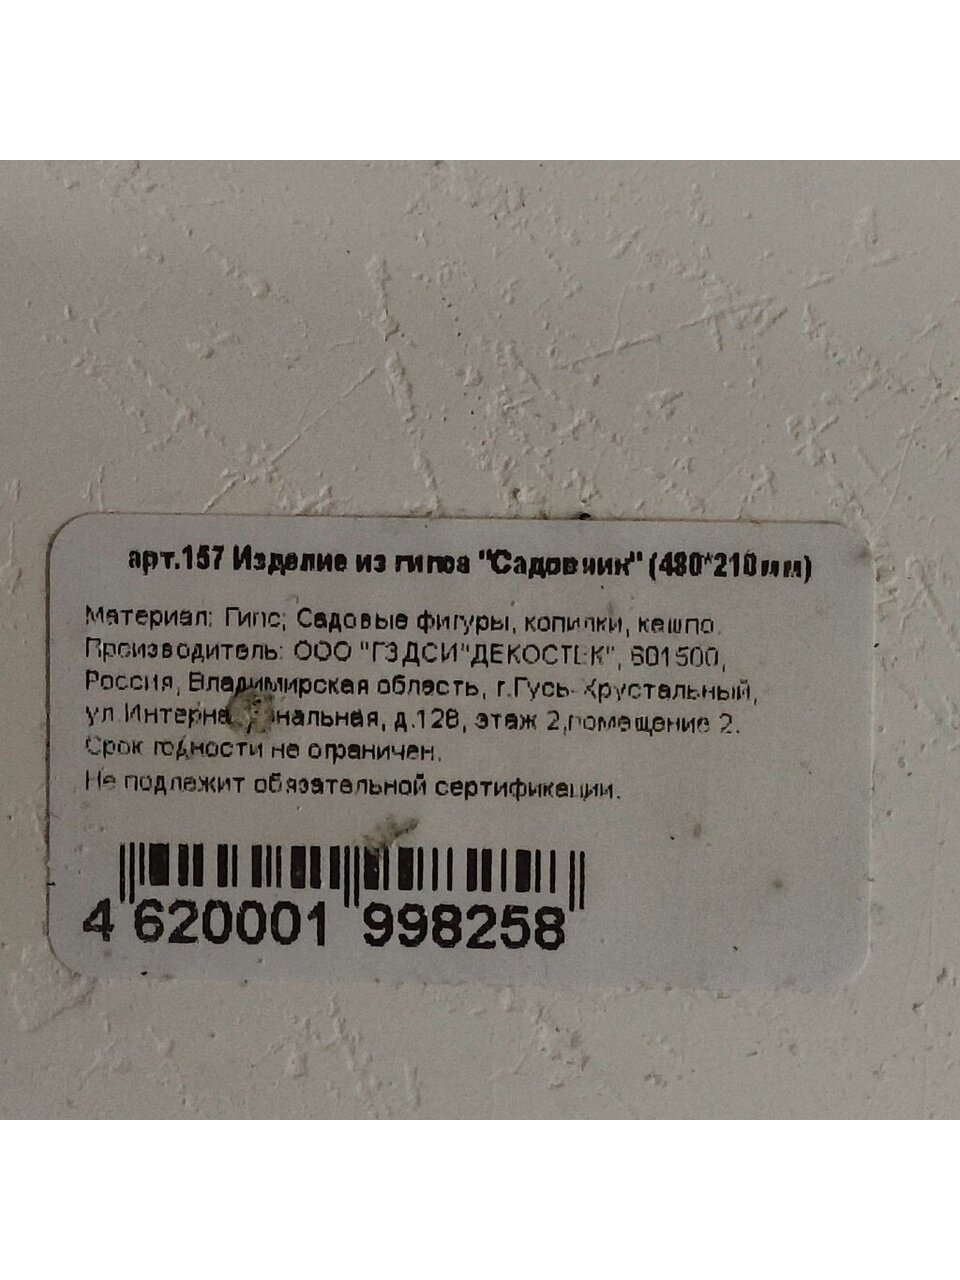 арт.157 Изделие из гипса "Садовник" (480*210мм)
Материал: Гипс; Садовые фигуры, копилки, кашпо.
Производитель: ООО "ГЗДСИ"ДЕКОСТЕК", 601500,
Россия, Владимирская область, г.Гусь-Хрустальный,
ул.Интернациональная, д.128, этаж 2,помещение 2.
Срок годности не ограничен.
Не подлежит обязательной сертификации.
4 620001 998258